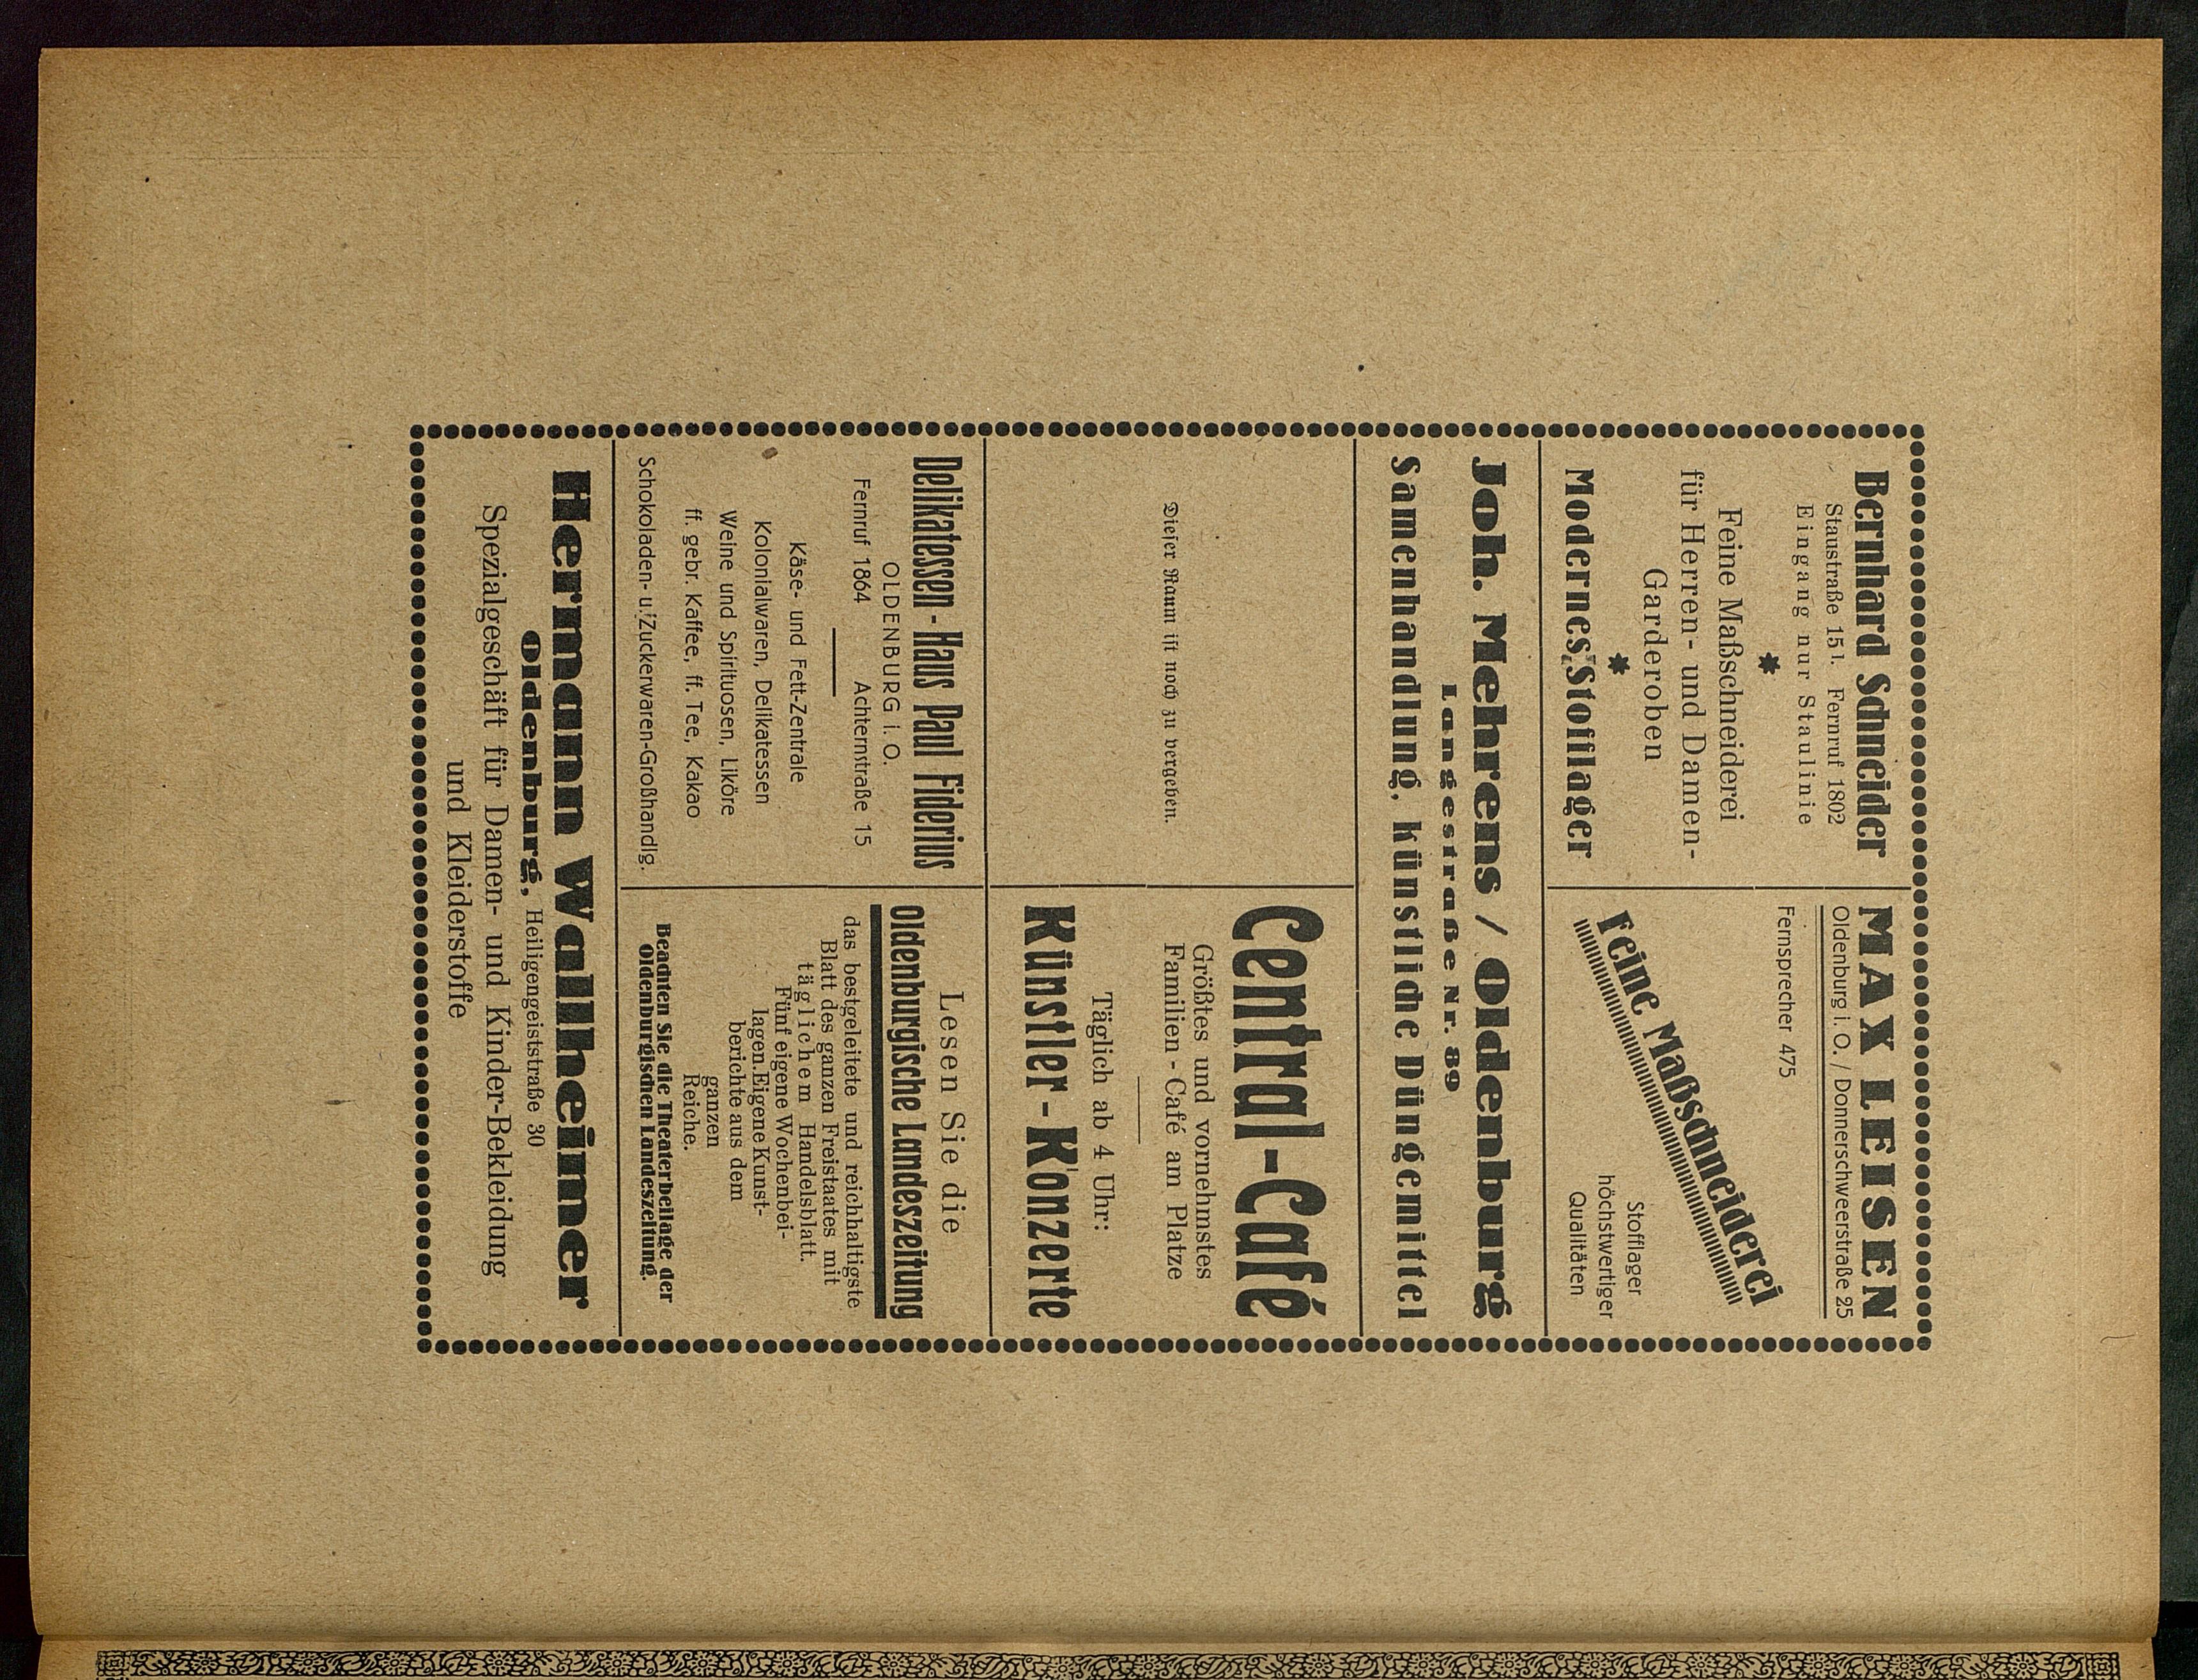 Bernhard Schneider
Staustraße 15 I. Fernruf 1802
Eingang nur Staulinie
*
Feine Maßschneiderei
für Herren- und Damen-
Garderoben
*
Modernes Stofflager
MAX LEISEN
Oldenburg i. O. / Donnerschweerstraße 25
Fernsprecher 475
Feine Maßschneiderei
Stofflager
höchstwertiger
Qualitäten
Joh. Mehrens / Oldenburg
Langestraße Nr. 89
Samenhandlung, künstliche Düngemittel
Dieser Raum ist noch zu vergeben.
Central-Café
Größtes und vornehmstes
Familien-Café am Platze
Täglich ab 4 Uhr:
Künstler-Konzerte
Delikatessen-Haus Paul Fiderius
OLDENBURG i. O.
Fernruf 1864 Achternstraße 15
Käse- und Fett-Zentrale
Kolonialwaren, Delikatessen
Weine und Spirituosen, Liköre
ff. gebr. Kaffee, ff. Tee, Kakao
Schokoladen- u. Zuckerwaren-Großhandlg.
Lesen Sie die
Oldenburgische Landeszeitung
das bestgeleitete und reichhaltigste
Blatt des ganzen Freistaates mit
täglichem Handelsblatt.
Fünf eigene Wochenbei-
lagen. Eigene Kunst-
berichte aus dem
ganzen
Reiche.
Beachten Sie die Theaterbeilage der
Oldenburgischen Landeszeitung.
Hermann Wallheimer
Oldenburg, Heiligengeiststraße 30
Spezialgeschäft für Damen- und Kinder-Bekleidung
und Kleiderstoffe